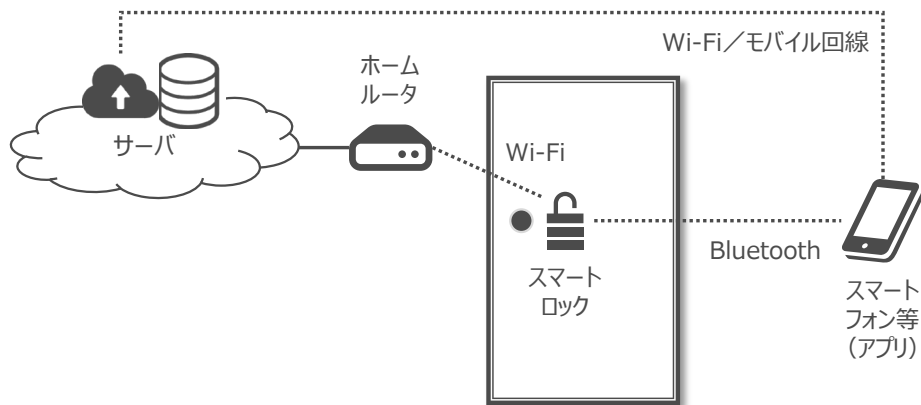 Wi-Fi／モバイル回線
ホーム
ルータ
サーバ
Wi-Fi
Bluetooth
スマート
ロック
スマート
フォン等
（アプリ）